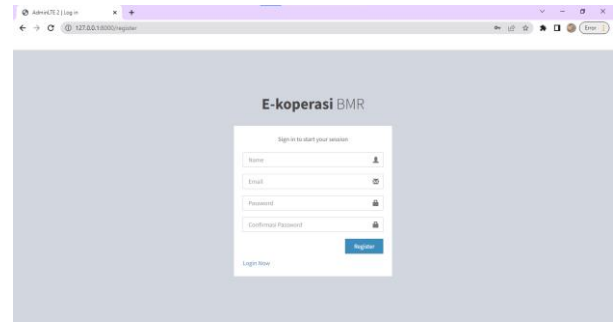 AdminLTE 2 | Log in
127.0.0.1:8000/register
Error
E-koperasi BMR
Sign in to start your session
Name
Email
Password
Confirmasi Password
Register
Login Now